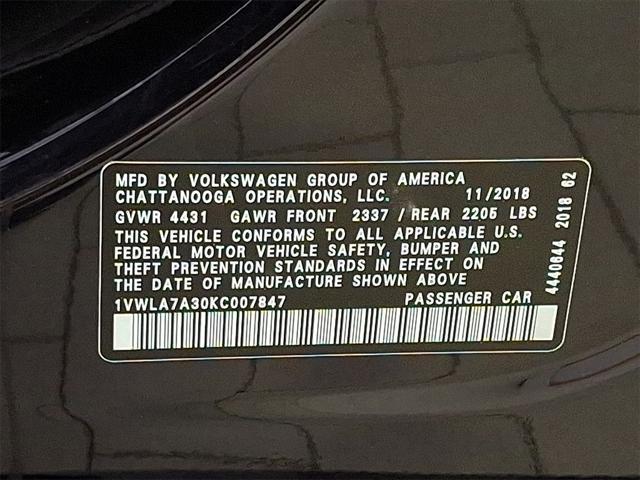 MFD BY VOLKSWAGEN GROUP OF AMERICA
CHATTANOOGA OPERATIONS, LLC. 11/2018
GVWR 4431 GAWR FRONT 2337 / REAR 2205 LBS
THIS VEHICLE CONFORMS TO ALL APPLICABLE U.S.
FEDERAL MOTOR VEHICLE SAFETY, BUMPER AND
THEFT PREVENTION STANDARDS IN EFFECT ON
THE DATE OF MANUFACTURE SHOWN ABOVE
1VWLA7A30KC007847 PASSENGER CAR
4440644 2018 62